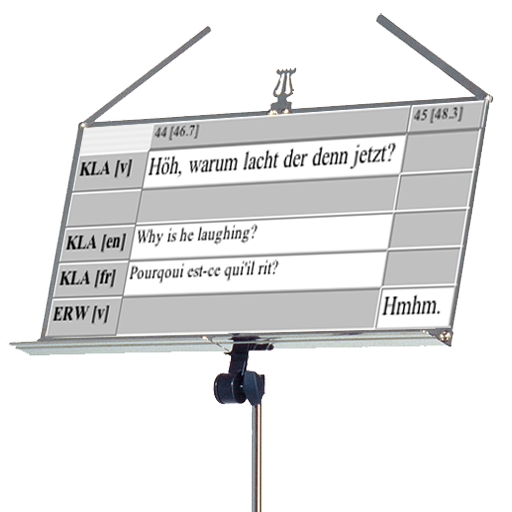 44 [46.7] 45 [48.3]
KLA [v] Höh, warum lacht der denn jetzt?
KLA [en] Why is he laughing?
KLA [fr] Pourqoui est-ce qui'il rit?
ERW [v] Hmhm.